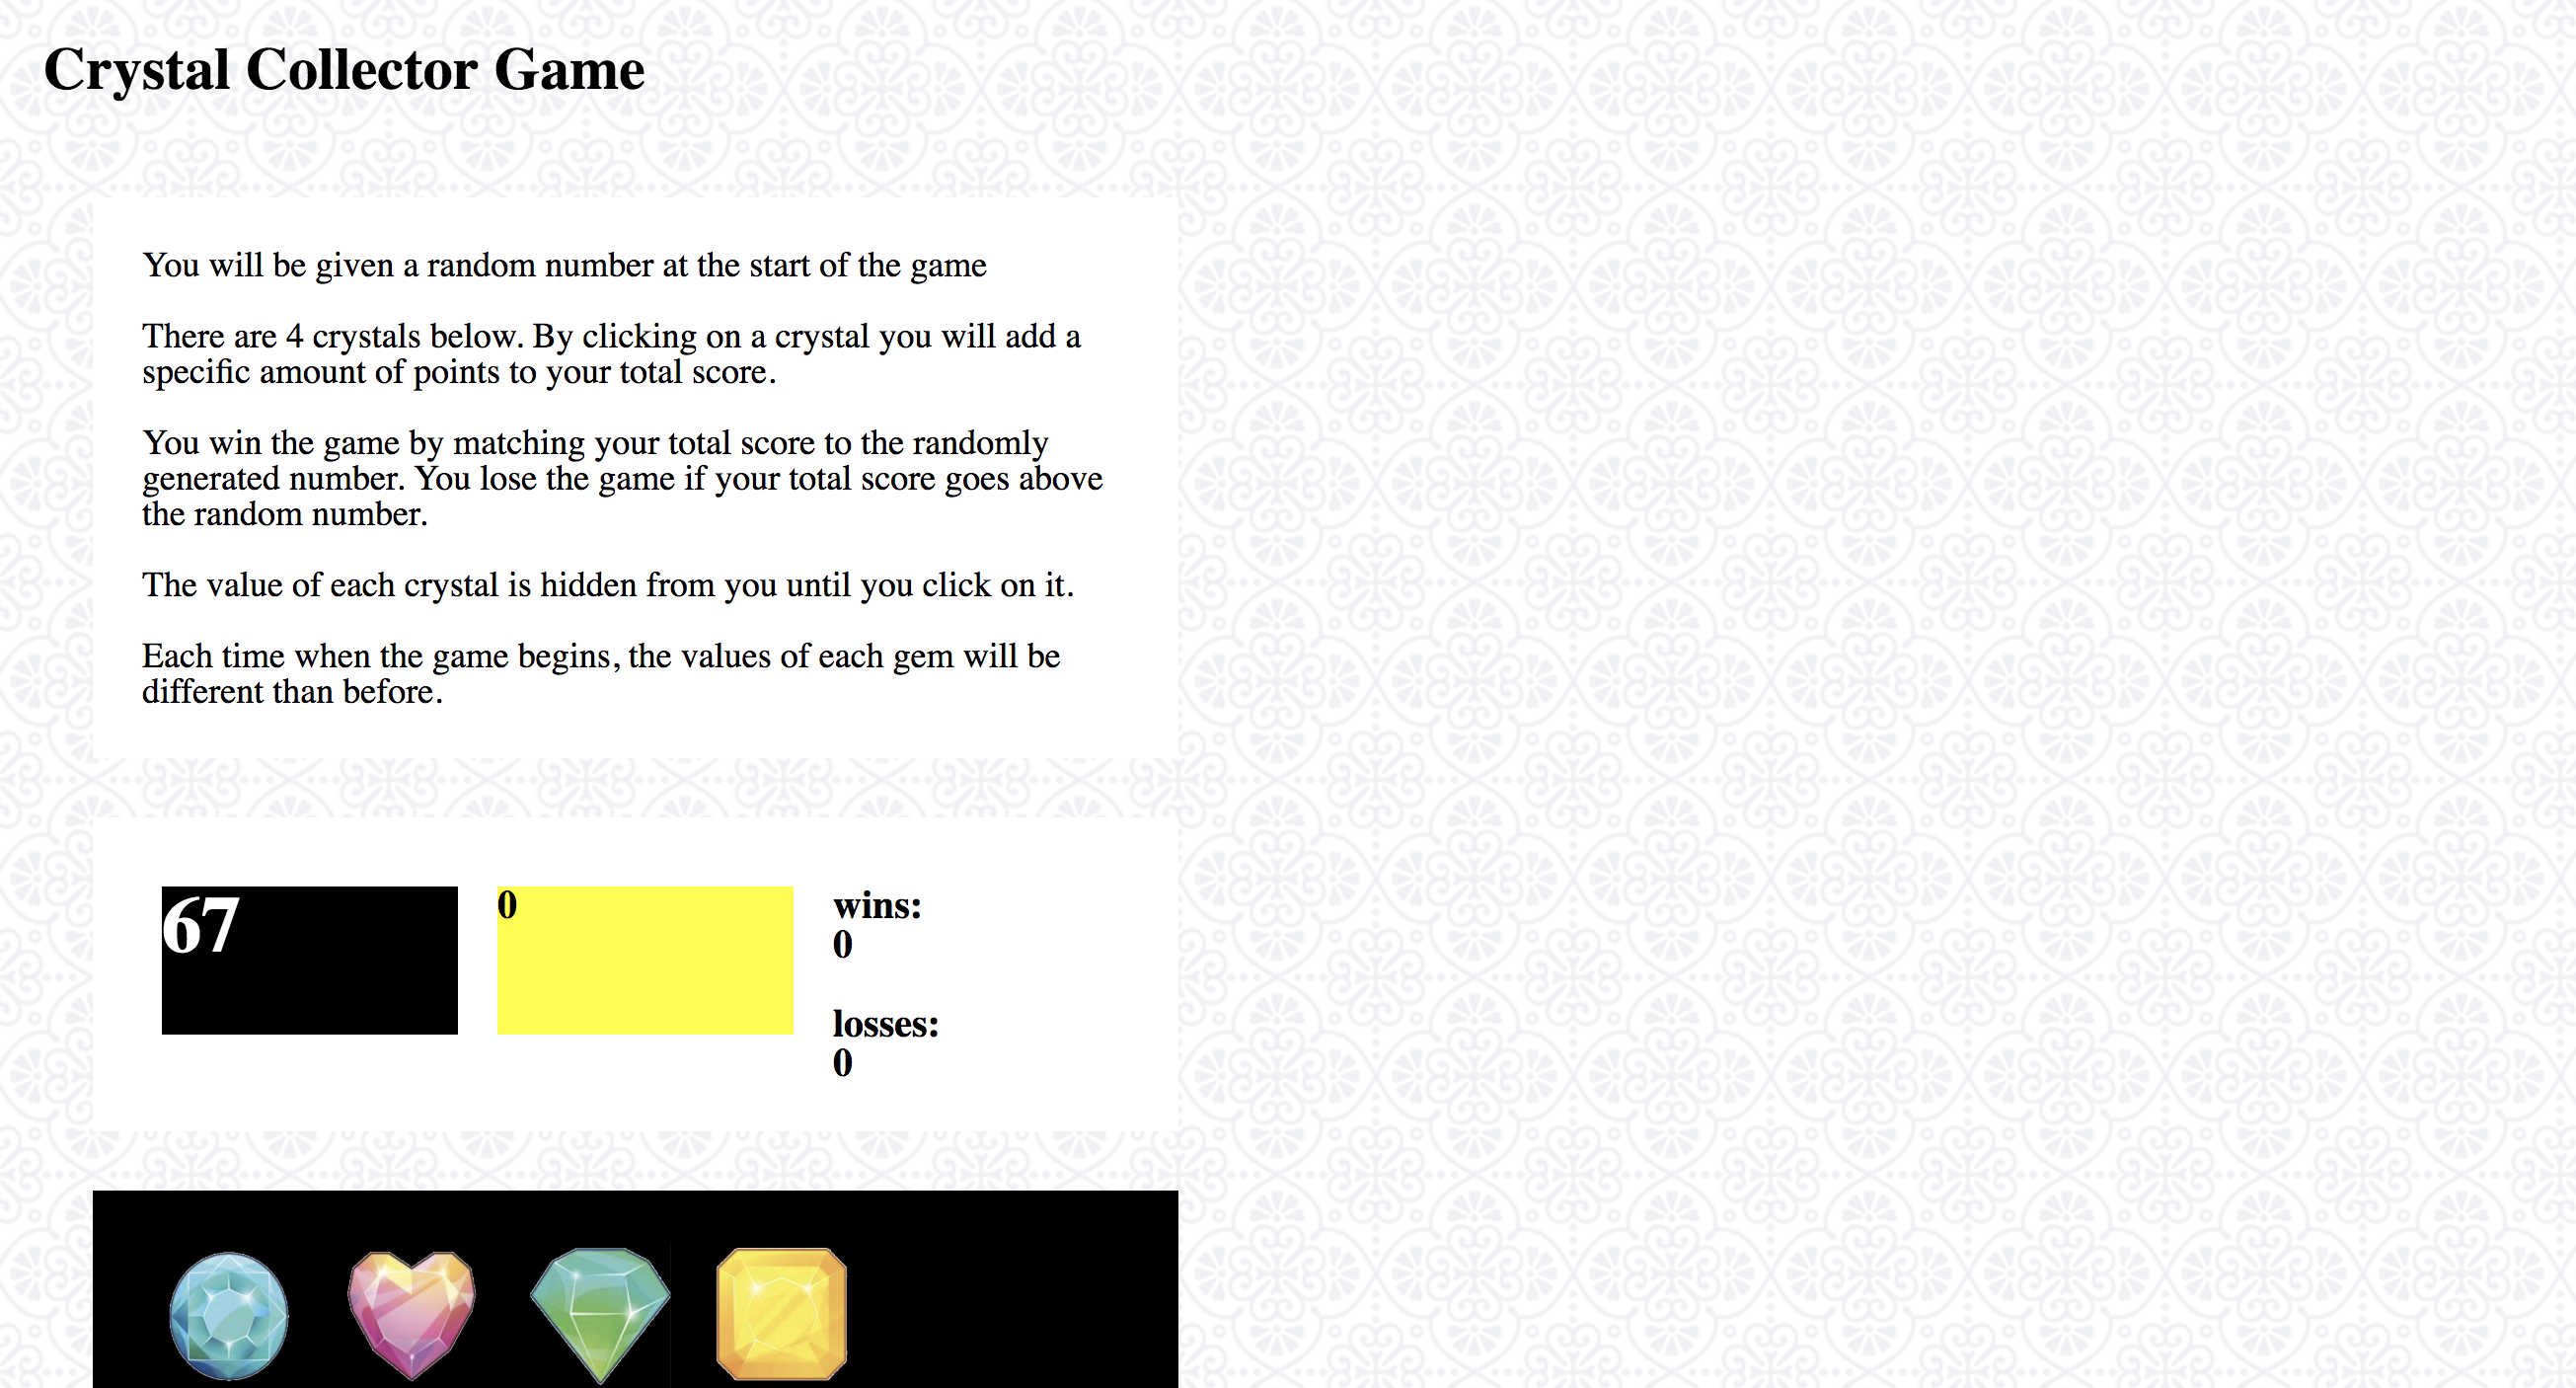 Crystal Collector Game
You will be given a random number at the start of the game
There are 4 crystals below. By clicking on a crystal you will add a
specific amount of points to your total score.
You win the game by matching your total score to the randomly
generated number. You lose the game if your total score goes above
the random number.
The value of each crystal is hidden from you until you click on it.
Each time when the game begins, the values of each gem will be
different than before.
67
0
wins:
0
losses:
0